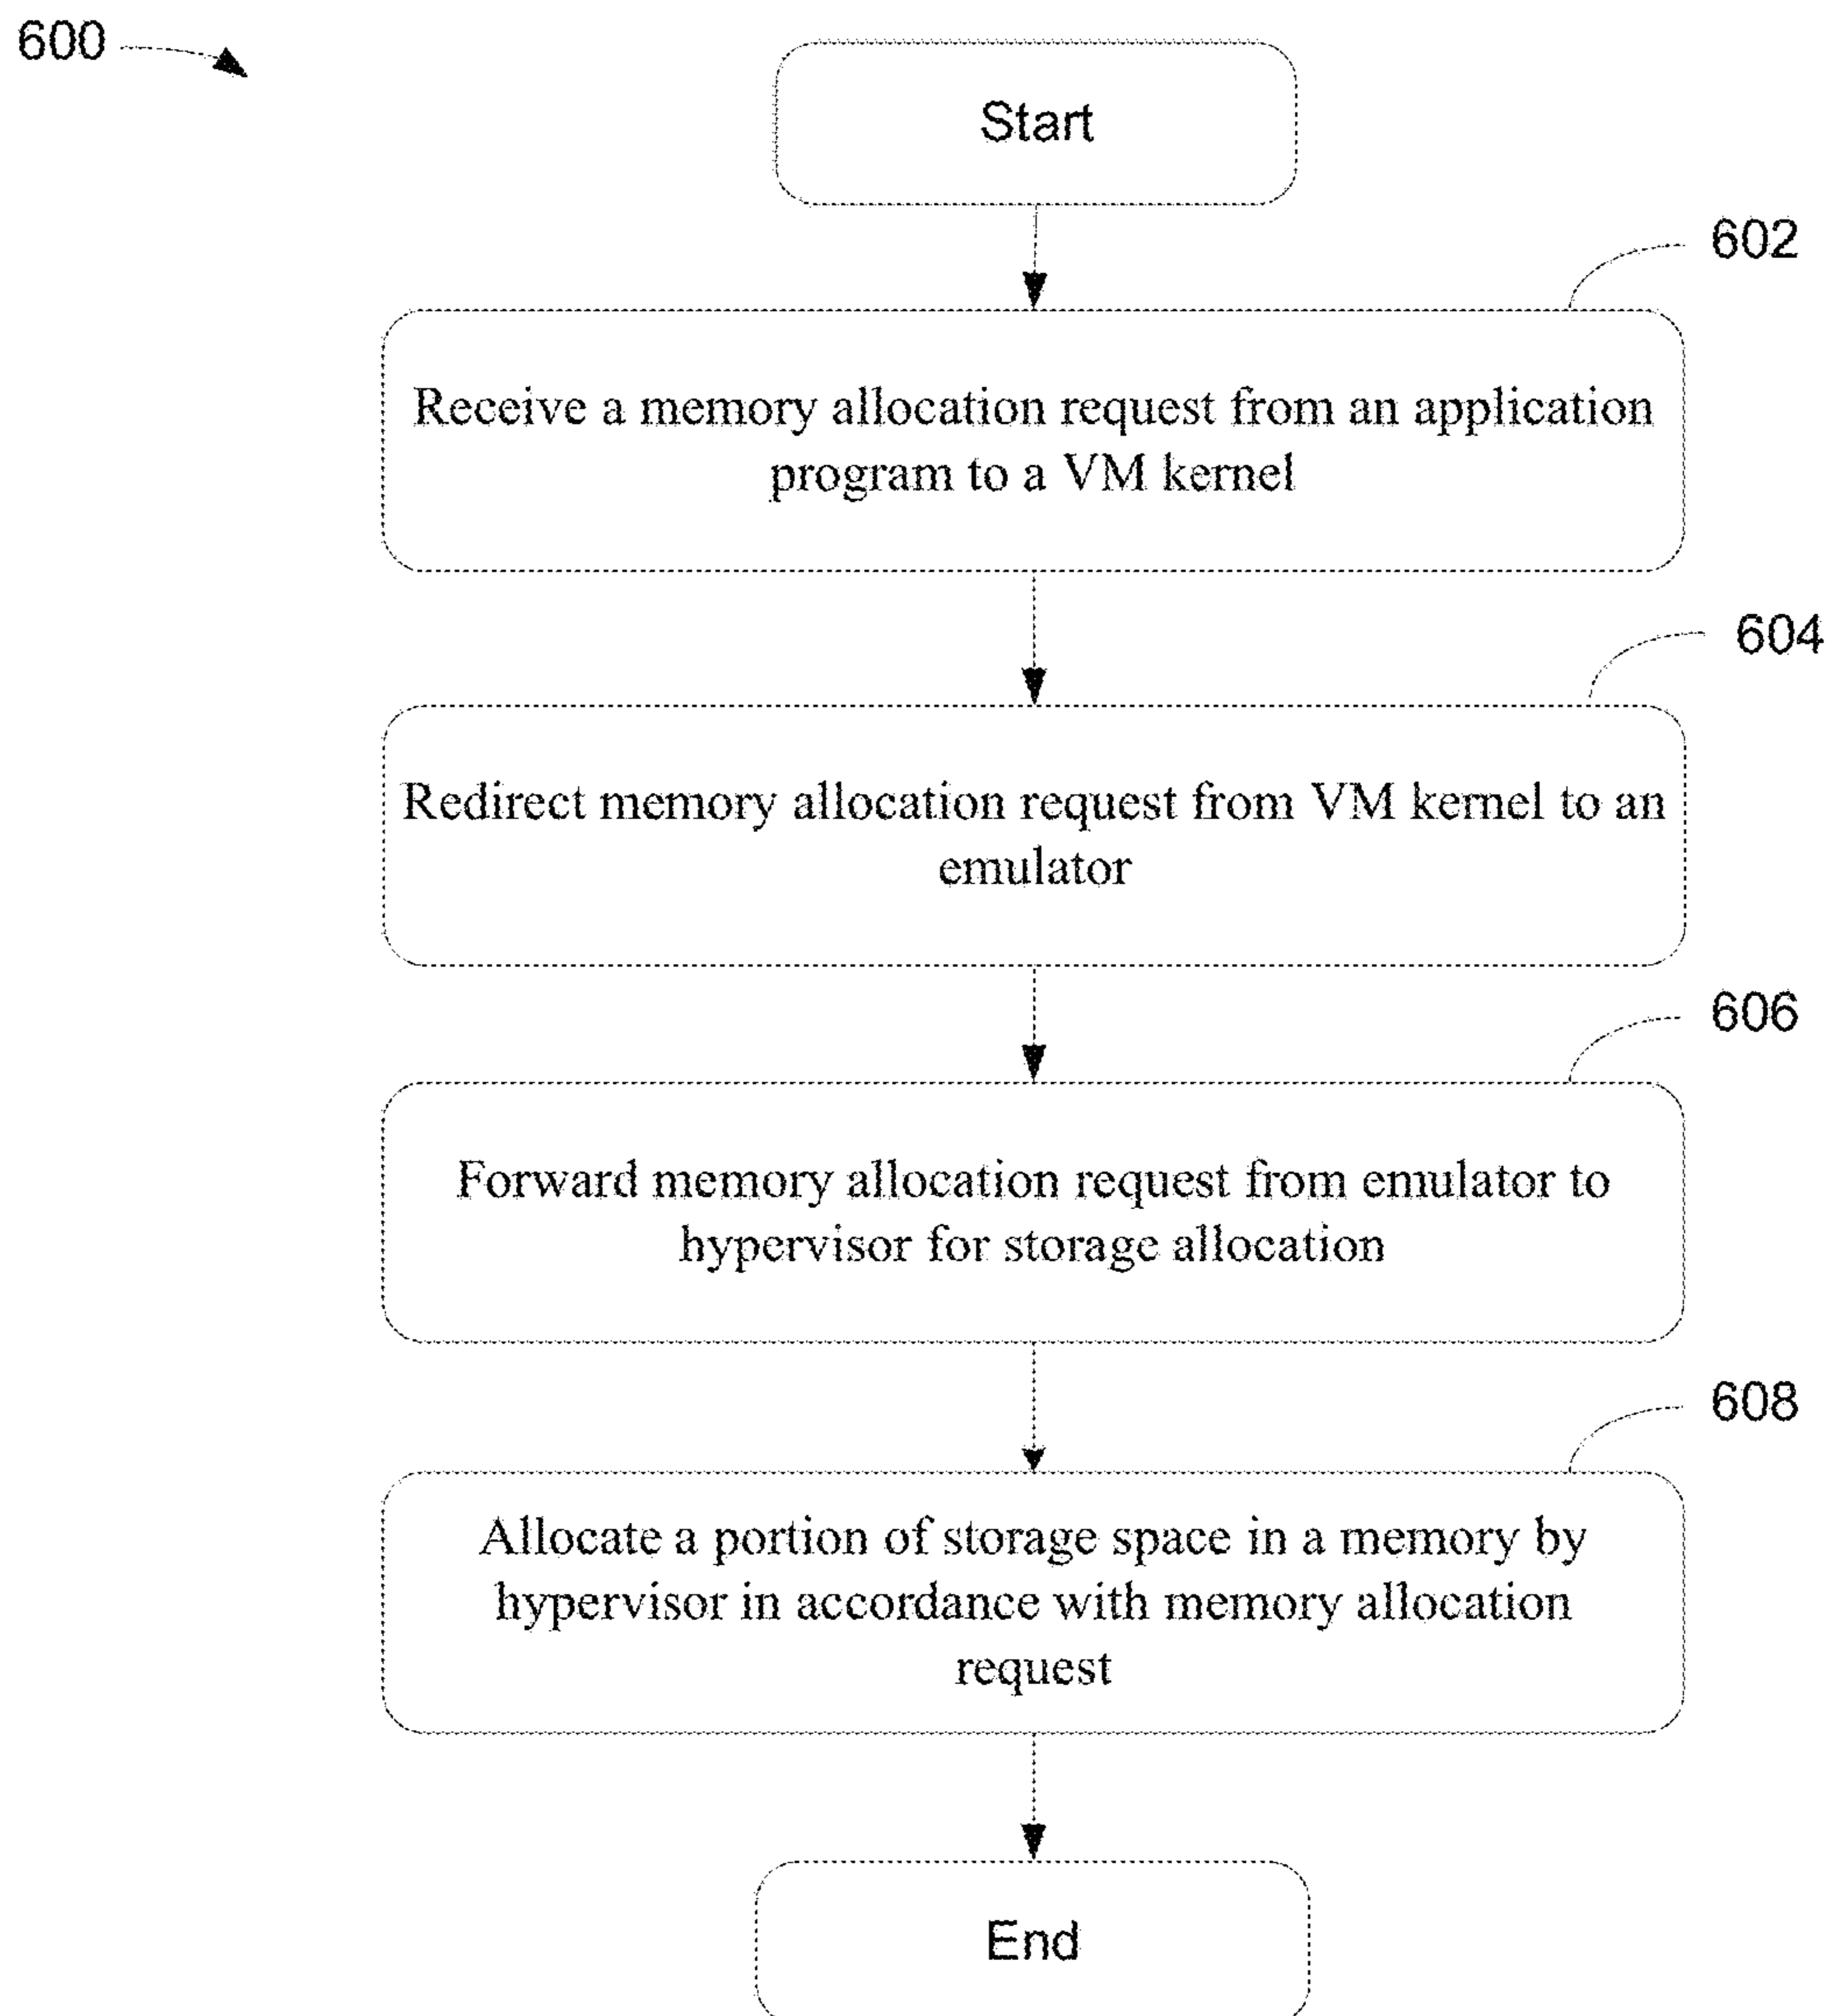 600
Start
602
Receive a memory allocation request from an application
program to a VM kernel
604
Redirect memory allocation request from VM kernel to an
emulator
606
Forward memory allocation request from emulator to
hypervisor for storage allocation
608
Allocate a portion of storage space in a memory by
hypervisor in accordance with memory allocation
request
End